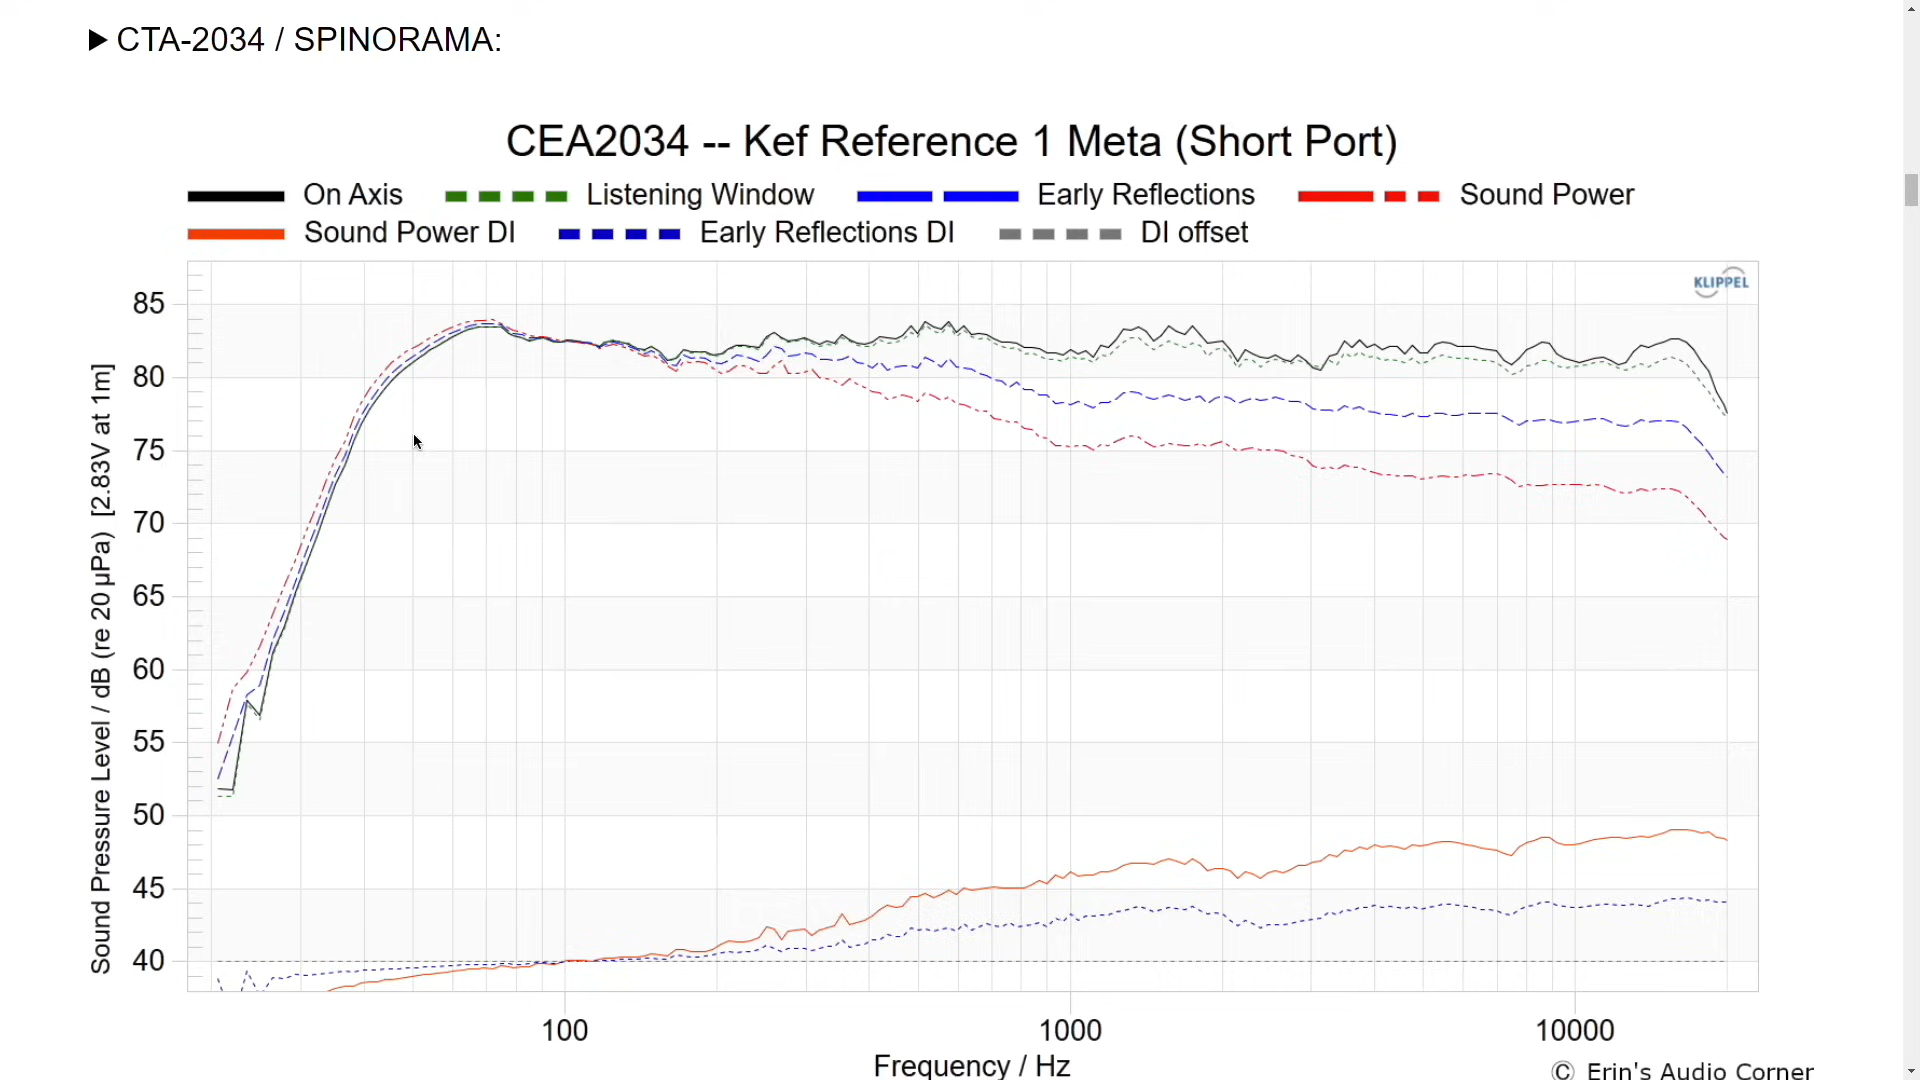 ►CTA-2034 / SPINORAMA:
CEA2034 -- Kef Reference 1 Meta (Short Port)
On Axis Listening Window Early Reflections Sound Power
Sound Power DI Early Reflections DI DI offset
KLIPPEL
85
80
75
70
65
60
55
50
45
40
Sound Pressure Level / dB (re 20 µPa) [2.83V at 1m]
100 1000 10000
Frequency / Hz
© Erin's Audio Corner